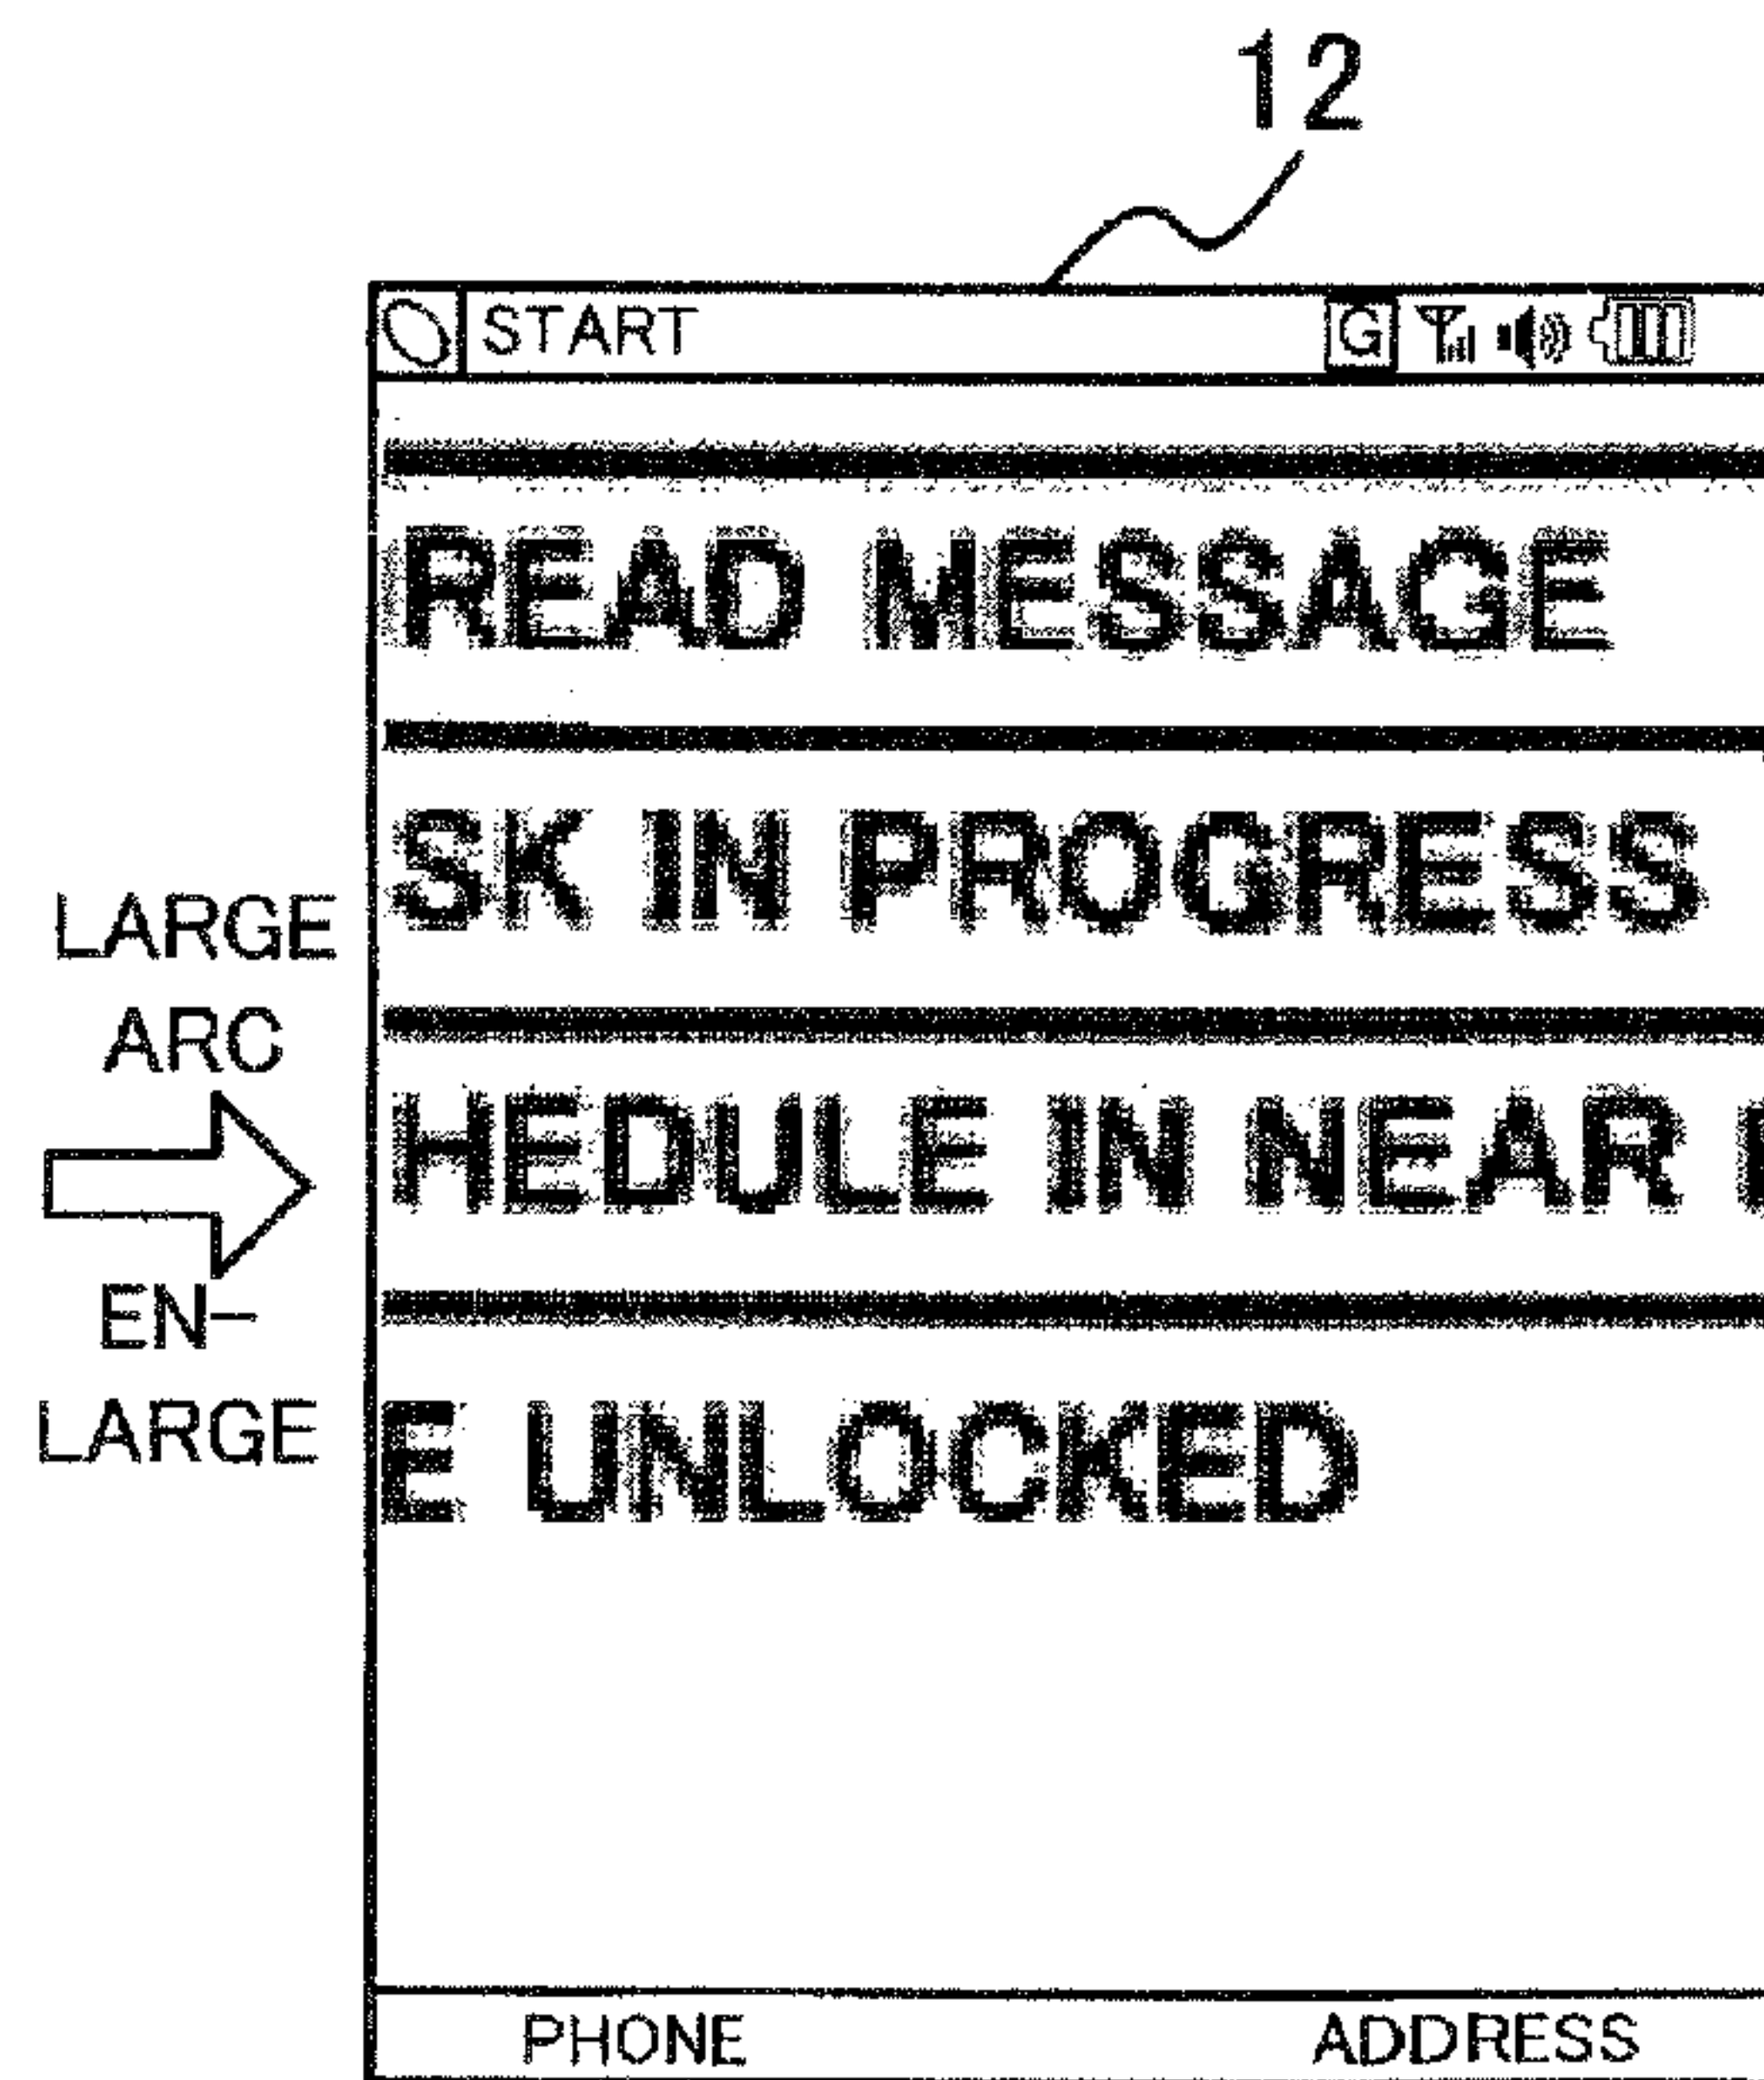 12
START G
READ MESSAGE
SK IN PROGRESS
LARGE
ARC
HEDULE IN NEAR
EN-
LARGE
E UNLOCKED
PHONE ADDRESS